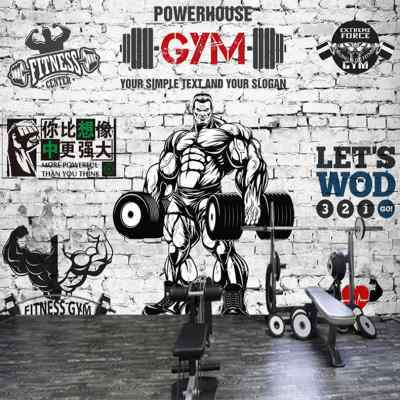 POWERHOUSE
GYM
YOUR SIMPLE TEXT AND YOUR SLOGAN
FITNESS
CENTER
EXTREME
FORCE
GYM
你比想像
中更强大
MORE POWERFUL
THAN YOU THINK
LET'S
WOD
3 2 1 GO!
FITNESS GYM